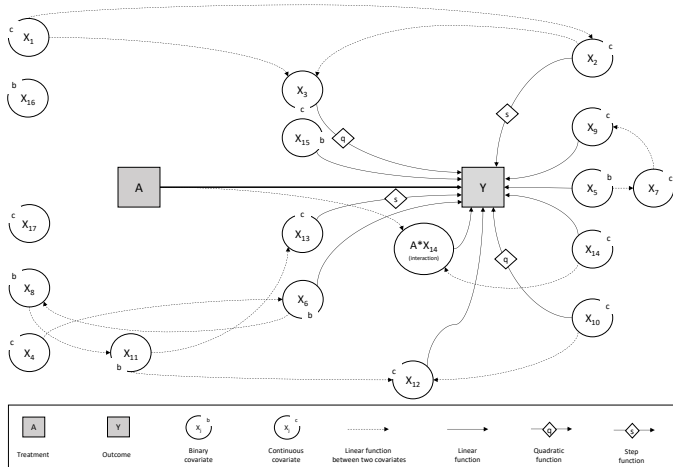 c
X1
c
X2
b
X16
X3
c
q
X15
b
s
X9
c
A
Y
X5
b
X7
c
c
X17
s
c
X13
A*X14
(interaction)
X14
c
b
X8
X6
b
q
X10
c
c
X4
X11
b
c
X12
A
Treatment
Y
Outcome
Xj
b
Binary
covariate
Xj
c
Continuous
covariate
Linear function
between two covariates
Linear
function
q
Quadratic
function
s
Step
function